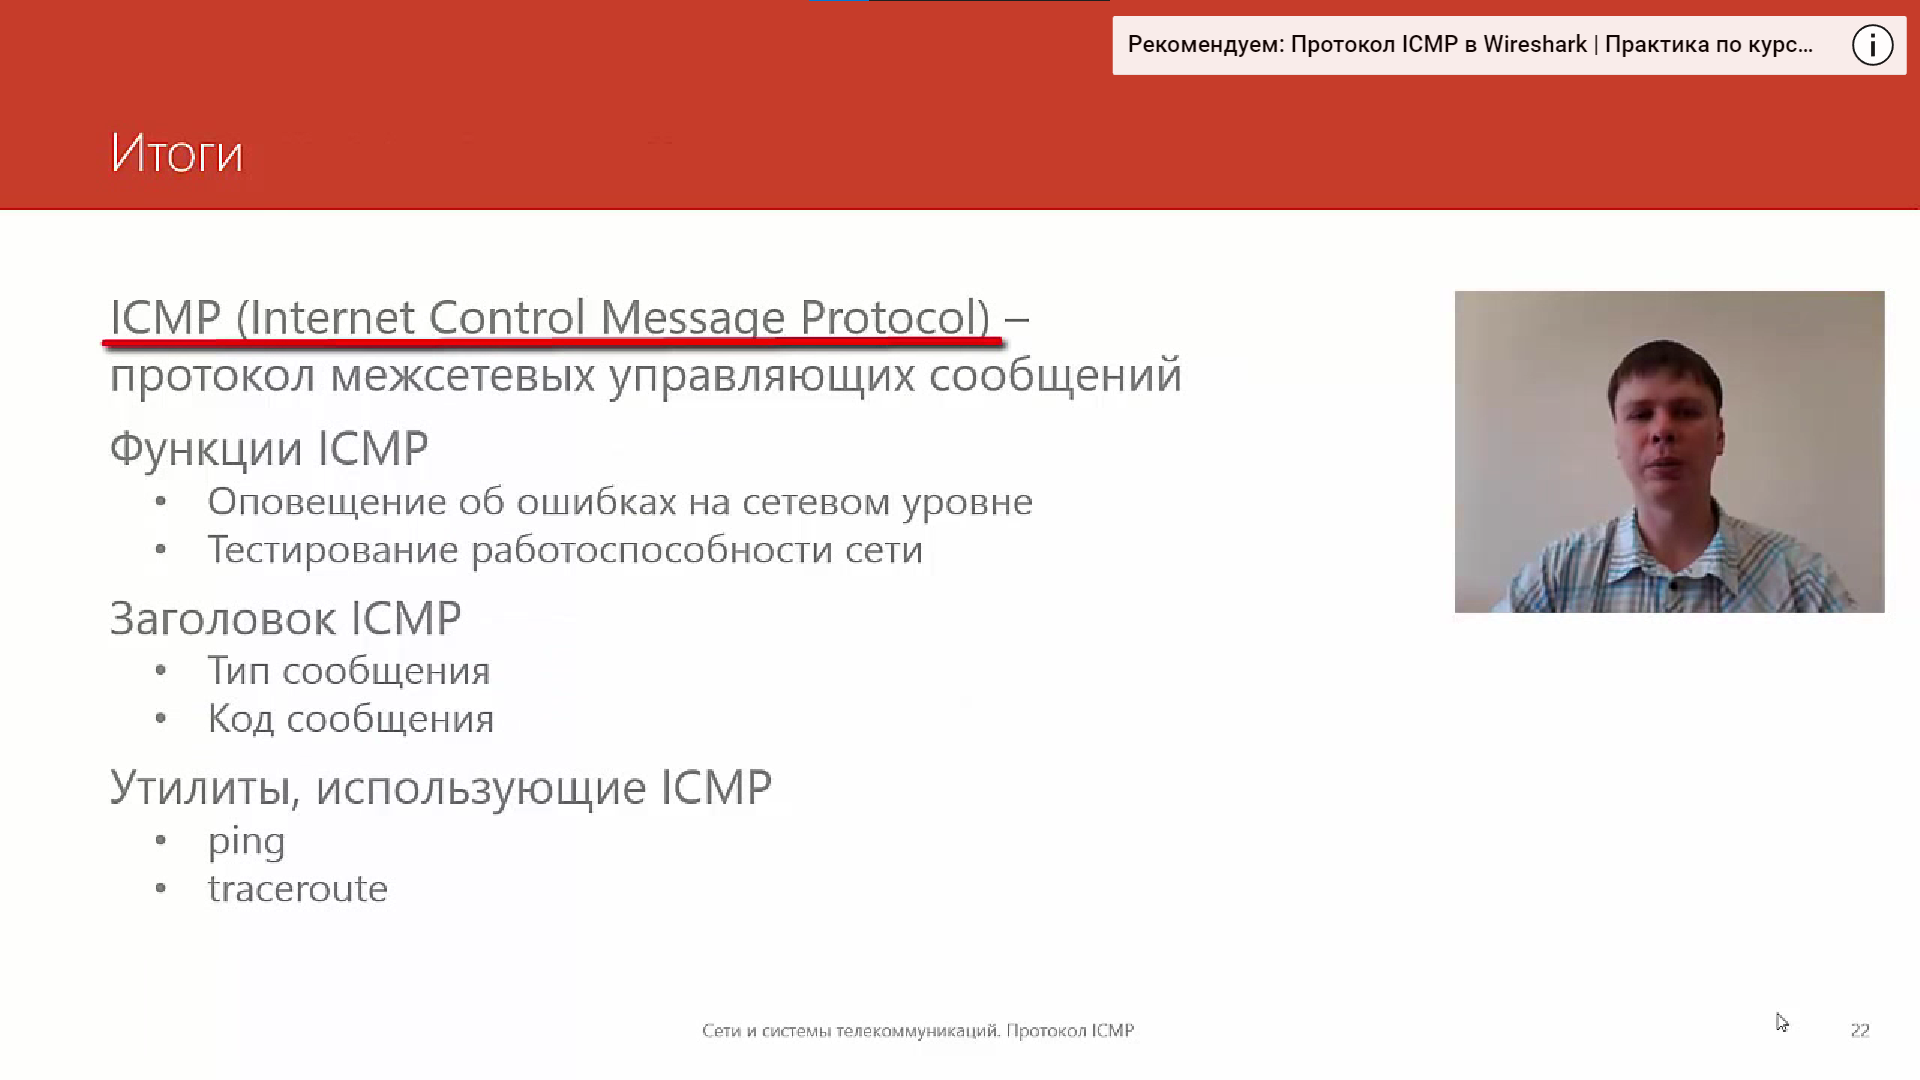 Рекомендуем: Протокол ICMP в Wireshark | Практика по курс...
Итоги
ICMP (Internet Control Message Protocol) –
протокол межсетевых управляющих сообщений
Функции ICMP
• Оповещение об ошибках на сетевом уровне
• Тестирование работоспособности сети
Заголовок ICMP
• Тип сообщения
• Код сообщения
Утилиты, использующие ICMP
• ping
• traceroute
Сети и системы телекоммуникаций. Протокол ICMP
22